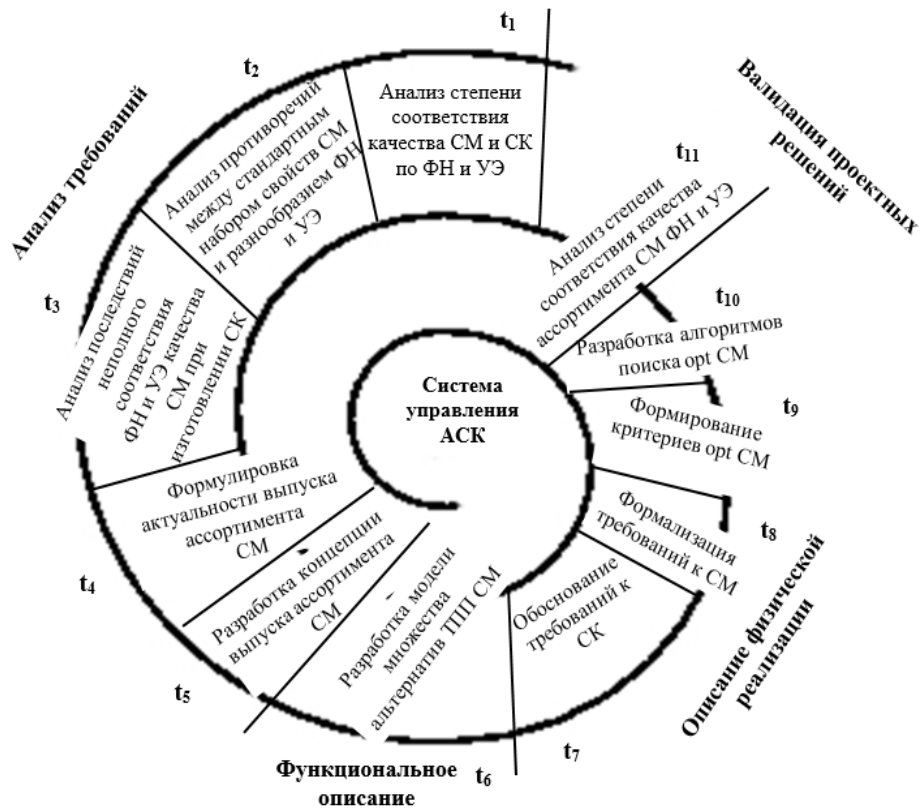 t1
Анализ степени
соответствия
качества СМ и СК
по ФН и УЭ
t2
Анализ противоречий
между стандартным
набором свойств СМ
и разнообразием ФН
и УЭ
Анализ требований
t3
Анализ последствий
неполного
соответствия
ФН и УЭ качества
СМ при
изготовлении СК
t4
Формулировка
актуальности выпуска
ассортимента
СМ
t5
Разработка концепции
выпуска ассортимента
СМ
Функциональное
описание
t6
Разработка модели
множества
альтернатив ТПП СМ
t7
Обоснование
требований к
СК
Описание физической
реализации
t8
Формализация
требований к СМ
t9
Формирование
критериев opt СМ
t10
Разработка алгоритмов
поиска opt СМ
t11
Анализ степени
соответствия качества
ассортимента СМ ФН и УЭ
Валидация проектных
решений
Система
управления
АСК